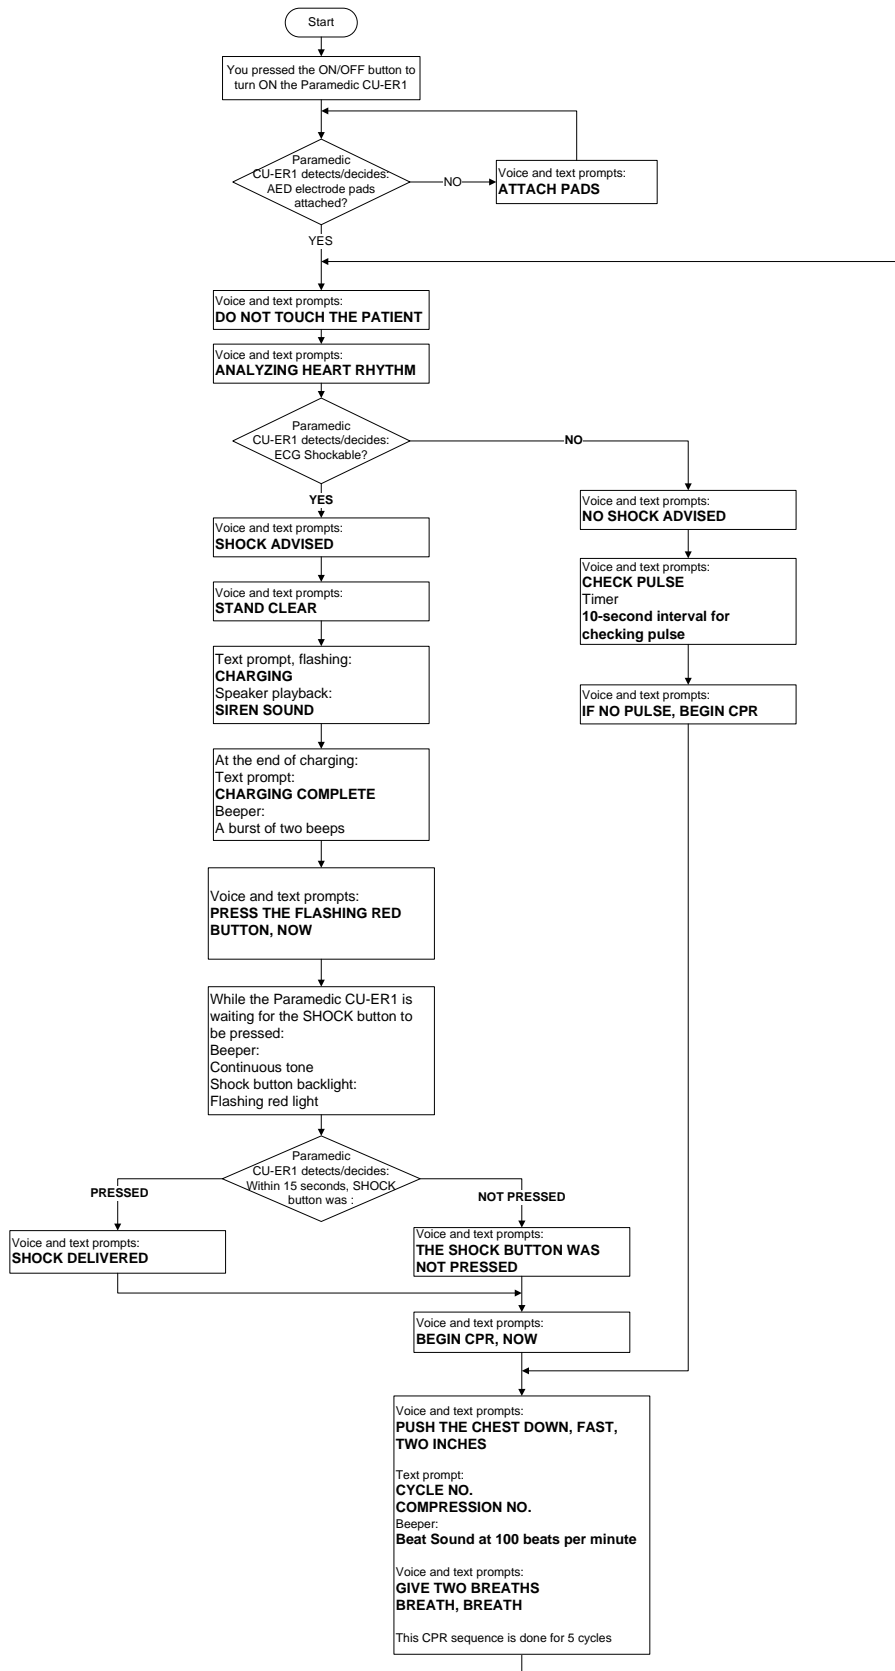 Start
You pressed the ON/OFF button to
turn ON the Paramedic CU-ER1
Paramedic
CU-ER1 detects/decides:
AED electrode pads
attached?
NO
Voice and text prompts:
ATTACH PADS
YES
Voice and text prompts:
DO NOT TOUCH THE PATIENT
Voice and text prompts:
ANALYZING HEART RHYTHM
Paramedic
CU-ER1 detects/decides:
ECG Shockable?
NO
YES
Voice and text prompts:
NO SHOCK ADVISED
Voice and text prompts:
SHOCK ADVISED
Voice and text prompts:
CHECK PULSE
Timer
10-second interval for
checking pulse
Voice and text prompts:
STAND CLEAR
Text prompt, flashing:
CHARGING
Speaker playback:
SIREN SOUND
Voice and text prompts:
IF NO PULSE, BEGIN CPR
At the end of charging:
Text prompt:
CHARGING COMPLETE
Beeper:
A burst of two beeps
Voice and text prompts:
PRESS THE FLASHING RED
BUTTON, NOW
While the Paramedic CU-ER1 is
waiting for the SHOCK button to
be pressed:
Beeper:
Continuous tone
Shock button backlight:
Flashing red light
Paramedic
CU-ER1 detects/decides:
Within 15 seconds, SHOCK
button was :
PRESSED
NOT PRESSED
Voice and text prompts:
SHOCK DELIVERED
Voice and text prompts:
THE SHOCK BUTTON WAS
NOT PRESSED
Voice and text prompts:
BEGIN CPR, NOW
Voice and text prompts:
PUSH THE CHEST DOWN, FAST,
TWO INCHES
Text prompt:
CYCLE NO.
COMPRESSION NO.
Beeper:
Beat Sound at 100 beats per minute
Voice and text prompts:
GIVE TWO BREATHS
BREATH, BREATH
This CPR sequence is done for 5 cycles